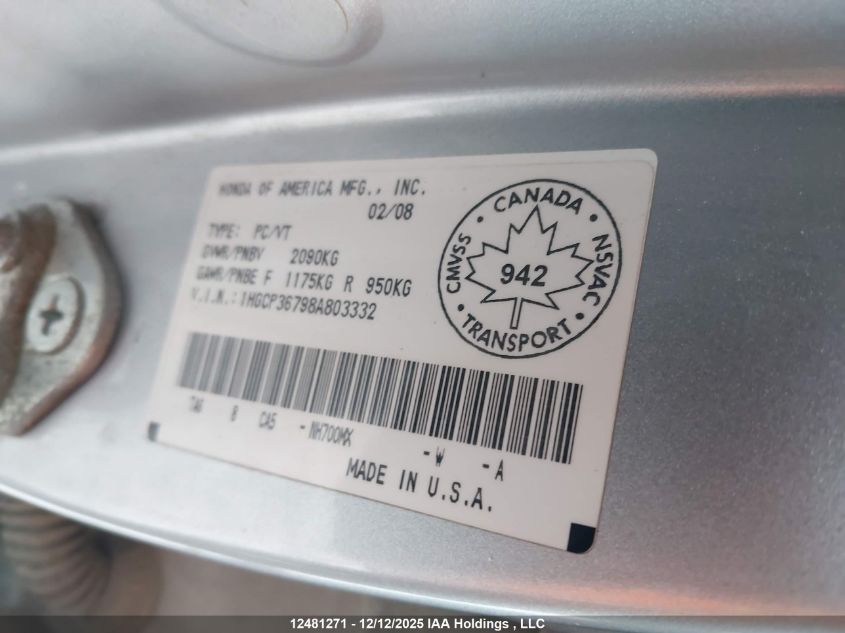 HONDA OF AMERICA MFG., INC.
02/08
TYPE: PC/VT
GVWR/PNBV 2090KG
GAWR/PNBE F 1175KG R 950KG
V.I.N.:1HGCP36798A803332
CANADA
CMVSS · NSVAC
942
TRANSPORT
TA6 8 CA5 -NH700MX -W -A
MADE IN U.S.A.
12481271 - 12/12/2025 IAA Holdings , LLC